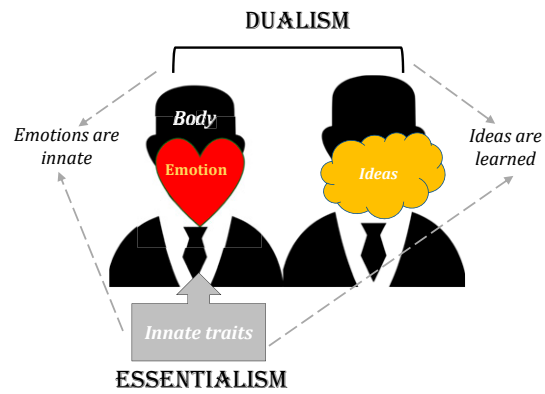 DUALISM
Body
Emotions are
innate
Emotion
Ideas
Ideas are
learned
Innate traits
ESSENTIALISM